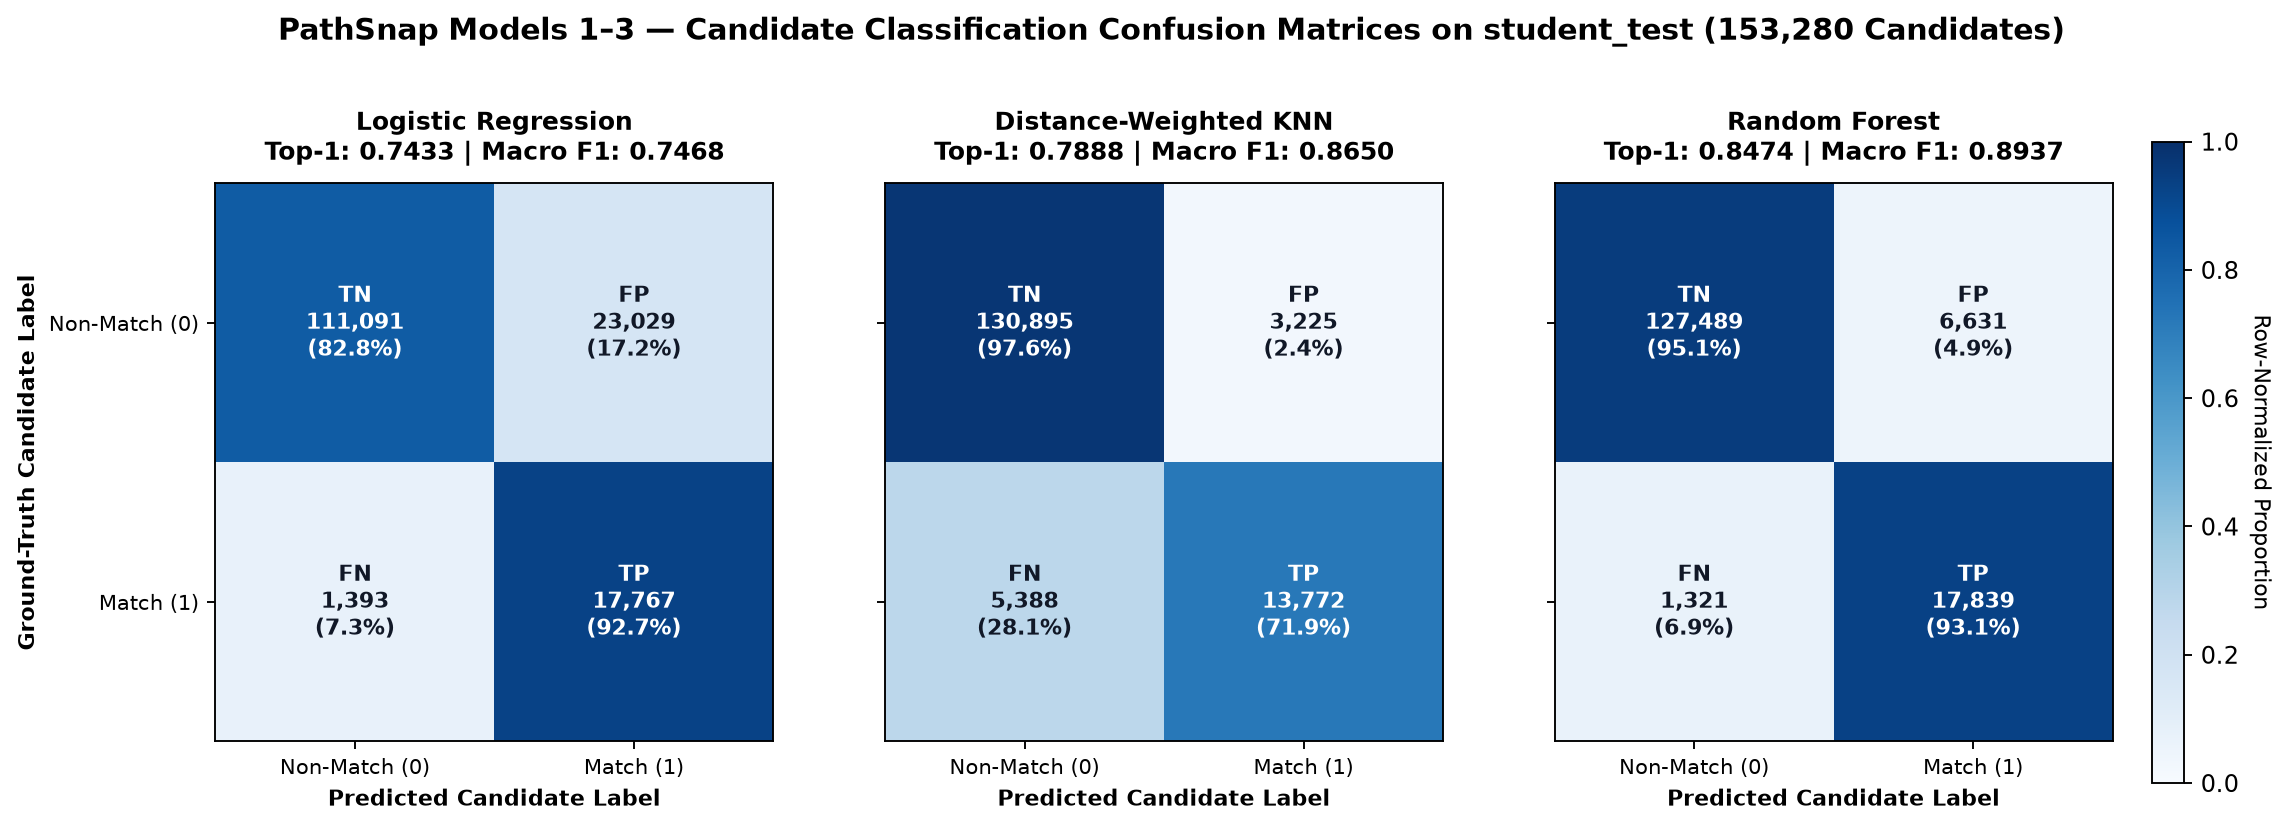 PathSnap Models 1–3 — Candidate Classification Confusion Matrices on student_test (153,280 Candidates)
Logistic Regression
Top-1: 0.7433 | Macro F1: 0.7468
Ground-Truth Candidate Label
Non-Match (0)
Match (1)
TN
111,091
(82.8%)
FP
23,029
(17.2%)
FN
1,393
(7.3%)
TP
17,767
(92.7%)
Non-Match (0)
Match (1)
Predicted Candidate Label
Distance-Weighted KNN
Top-1: 0.7888 | Macro F1: 0.8650
TN
130,895
(97.6%)
FP
3,225
(2.4%)
FN
5,388
(28.1%)
TP
13,772
(71.9%)
Non-Match (0)
Match (1)
Predicted Candidate Label
Random Forest
Top-1: 0.8474 | Macro F1: 0.8937
TN
127,489
(95.1%)
FP
6,631
(4.9%)
FN
1,321
(6.9%)
TP
17,839
(93.1%)
Non-Match (0)
Match (1)
Predicted Candidate Label
1.0
0.8
0.6
0.4
0.2
0.0
Row-Normalized Proportion